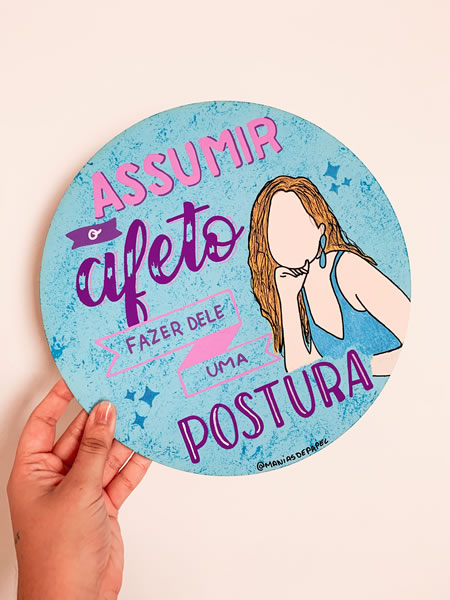 ASSUMIR
o
afeto
FAZER DELE
UMA
POSTURA
@MANIASDEPAPEL